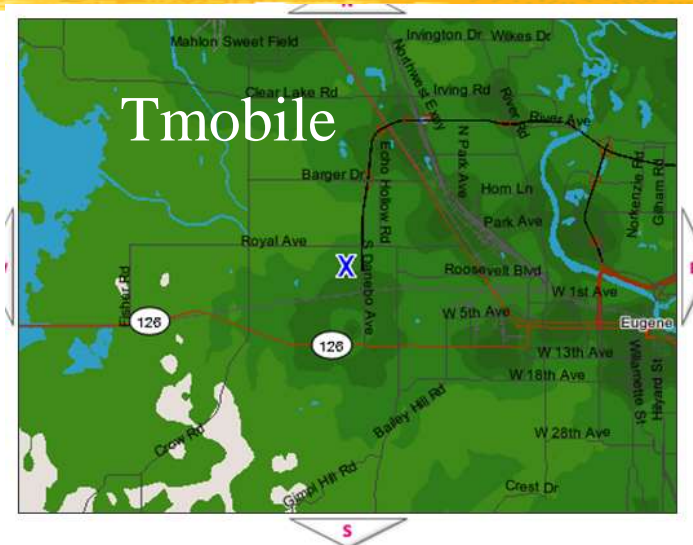 Mahlon Sweet Field
Irvington Dr
Wilkes Dr
Northwest Expy
Clear Lake Rd
Irving Rd
River Rd
River Ave
Tmobile
Echo Hollow Rd
N Park Ave
Barger Dr
Horn Ln
Norkenzie Rd
Gilham Rd
Park Ave
Royal Ave
X
S Danebo Ave
Roosevelt Blvd
Fisher Rd
W 1st Ave
126
W 5th Ave
Eugene
126
W 13th Ave
W 18th Ave
Willamette St
Hilyard St
Bailey Hill Rd
W 28th Ave
Crow Rd
Gimpl Hill Rd
Crest Dr
S